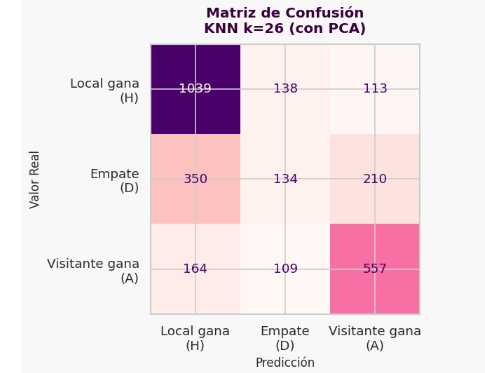 Matriz de Confusión
KNN k=26 (con PCA)
Local gana
(H)
1039 138 113
Valor Real
Empate
(D)
350 134 210
Visitante gana
(A)
164 109 557
Local gana Empate Visitante gana
(H) (D) (A)
Predicción